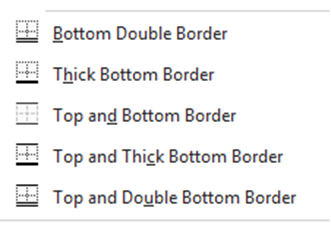 Bottom Double Border
Thick Bottom Border
Top and Bottom Border
Top and Thick Bottom Border
Top and Double Bottom Border